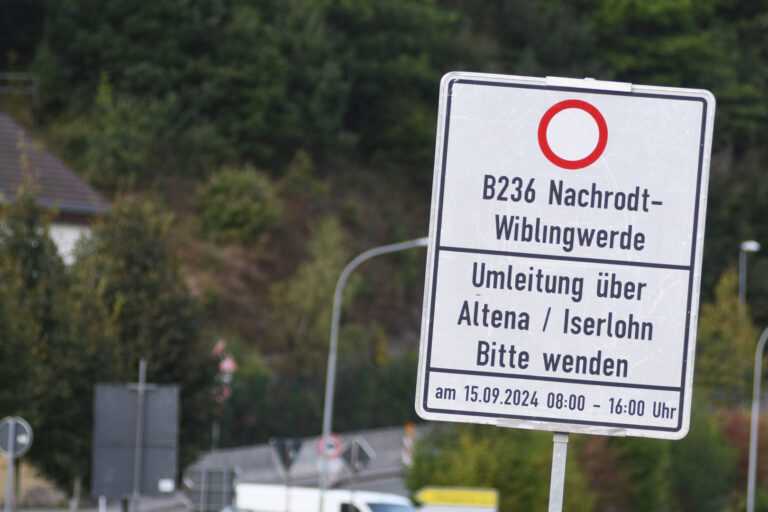 B236 Nachrodt-
Wiblingwerde
Umleitung über
Altena / Iserlohn
Bitte wenden
am 15.09.2024 08:00 - 16:00 Uhr